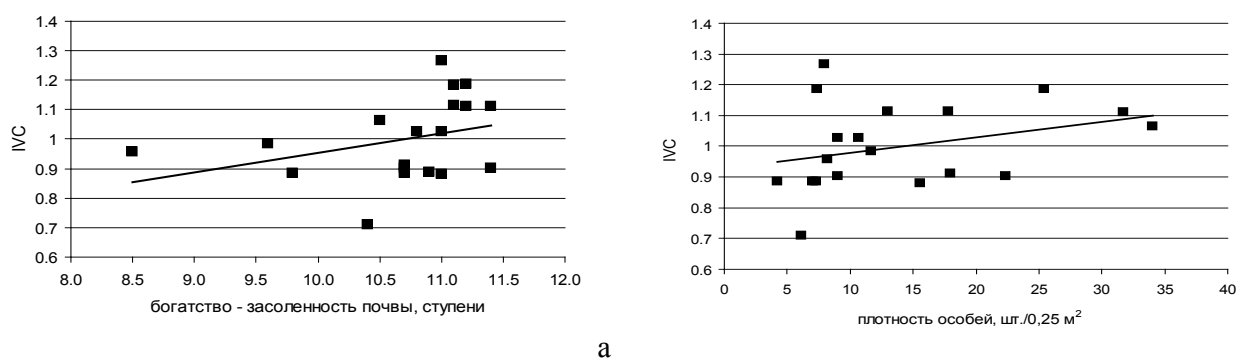 1.4
1.3
1.2
1.1
1
0.9
0.8
0.7
0.6
IVC
8.0 8.5 9.0 9.5 10.0 10.5 11.0 11.5 12.0
богатство - засоленность почвы, ступени
1.4
1.3
1.2
1.1
1
0.9
0.8
0.7
0.6
IVC
0 5 10 15 20 25 30 35 40
плотность особей, шт./0,25 м²
а